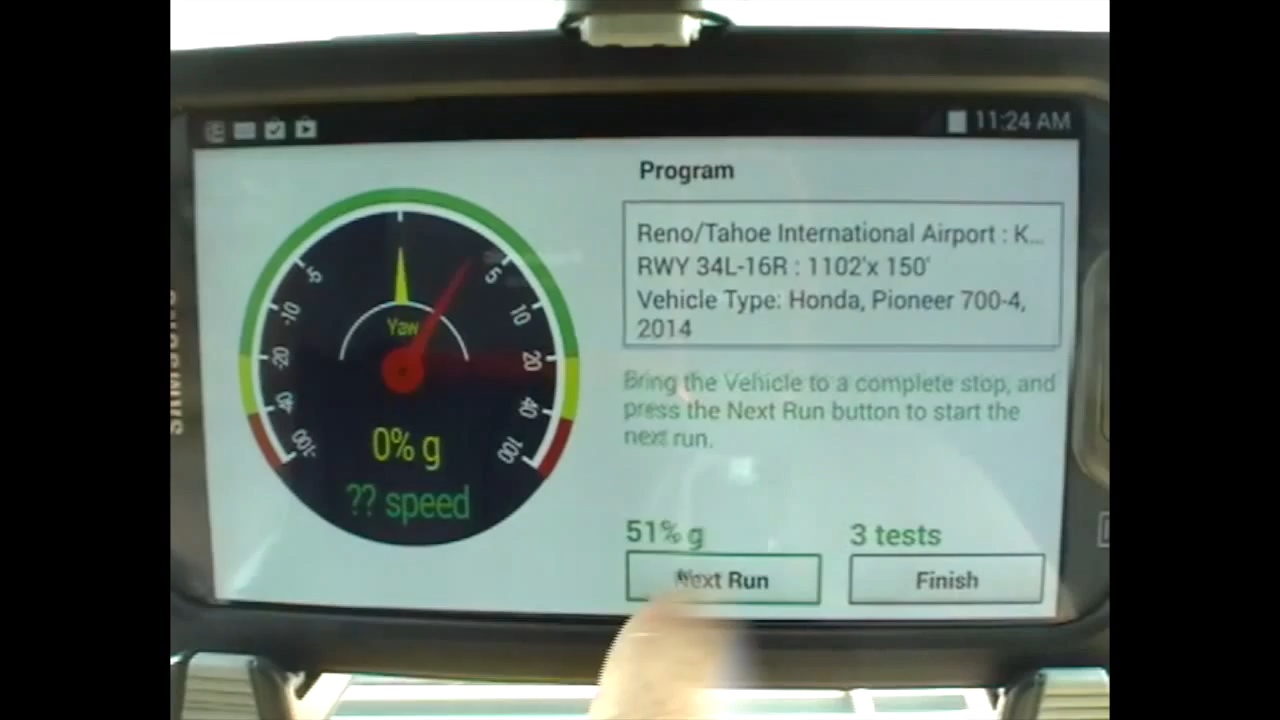 11:24 AM
Program
Reno/Tahoe International Airport : K...
RWY 34L-16R : 1102'x 150'
Vehicle Type: Honda, Pioneer 700-4,
2014
Bring the Vehicle to a complete stop, and
press the Next Run button to start the
next run.
51% g
3 tests
Next Run
Finish
-5
5
-10
10
-20
20
-40
40
-100
100
Yaw
0% g
?? speed
SAMSUNG